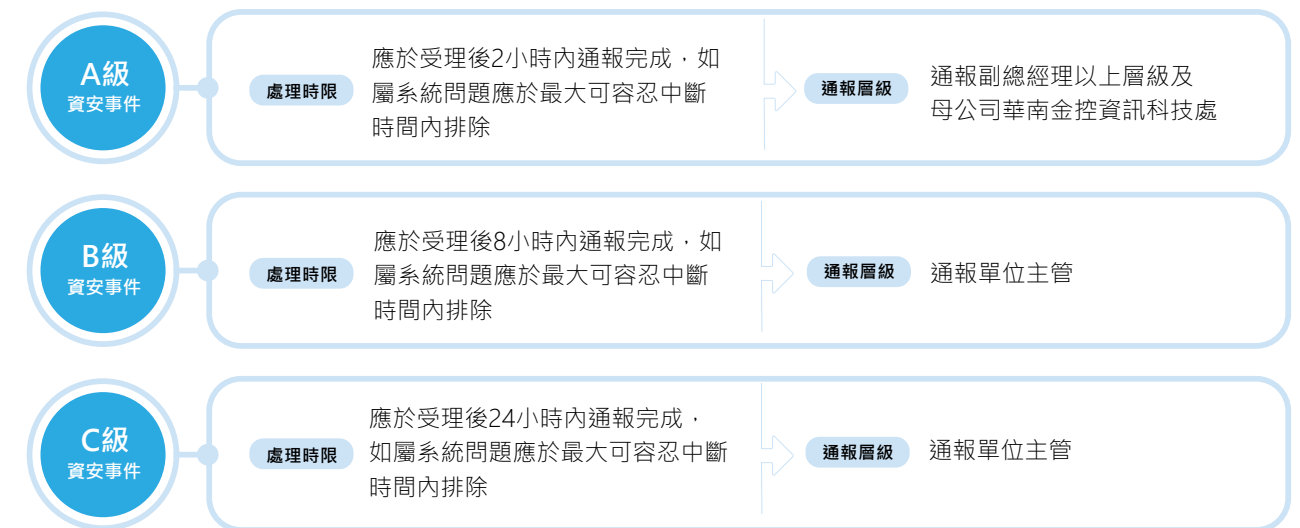 A級
資安事件
處理時限
應於受理後2小時內通報完成，如
屬系統問題應於最大可容忍中斷
時間內排除
通報層級
通報副總經理以上層級及
母公司華南金控資訊科技處
B級
資安事件
處理時限
應於受理後8小時內通報完成，如
屬系統問題應於最大可容忍中斷
時間內排除
通報層級
通報單位主管
C級
資安事件
處理時限
應於受理後24小時內通報完成，
如屬系統問題應於最大可容忍中斷
時間內排除
通報層級
通報單位主管